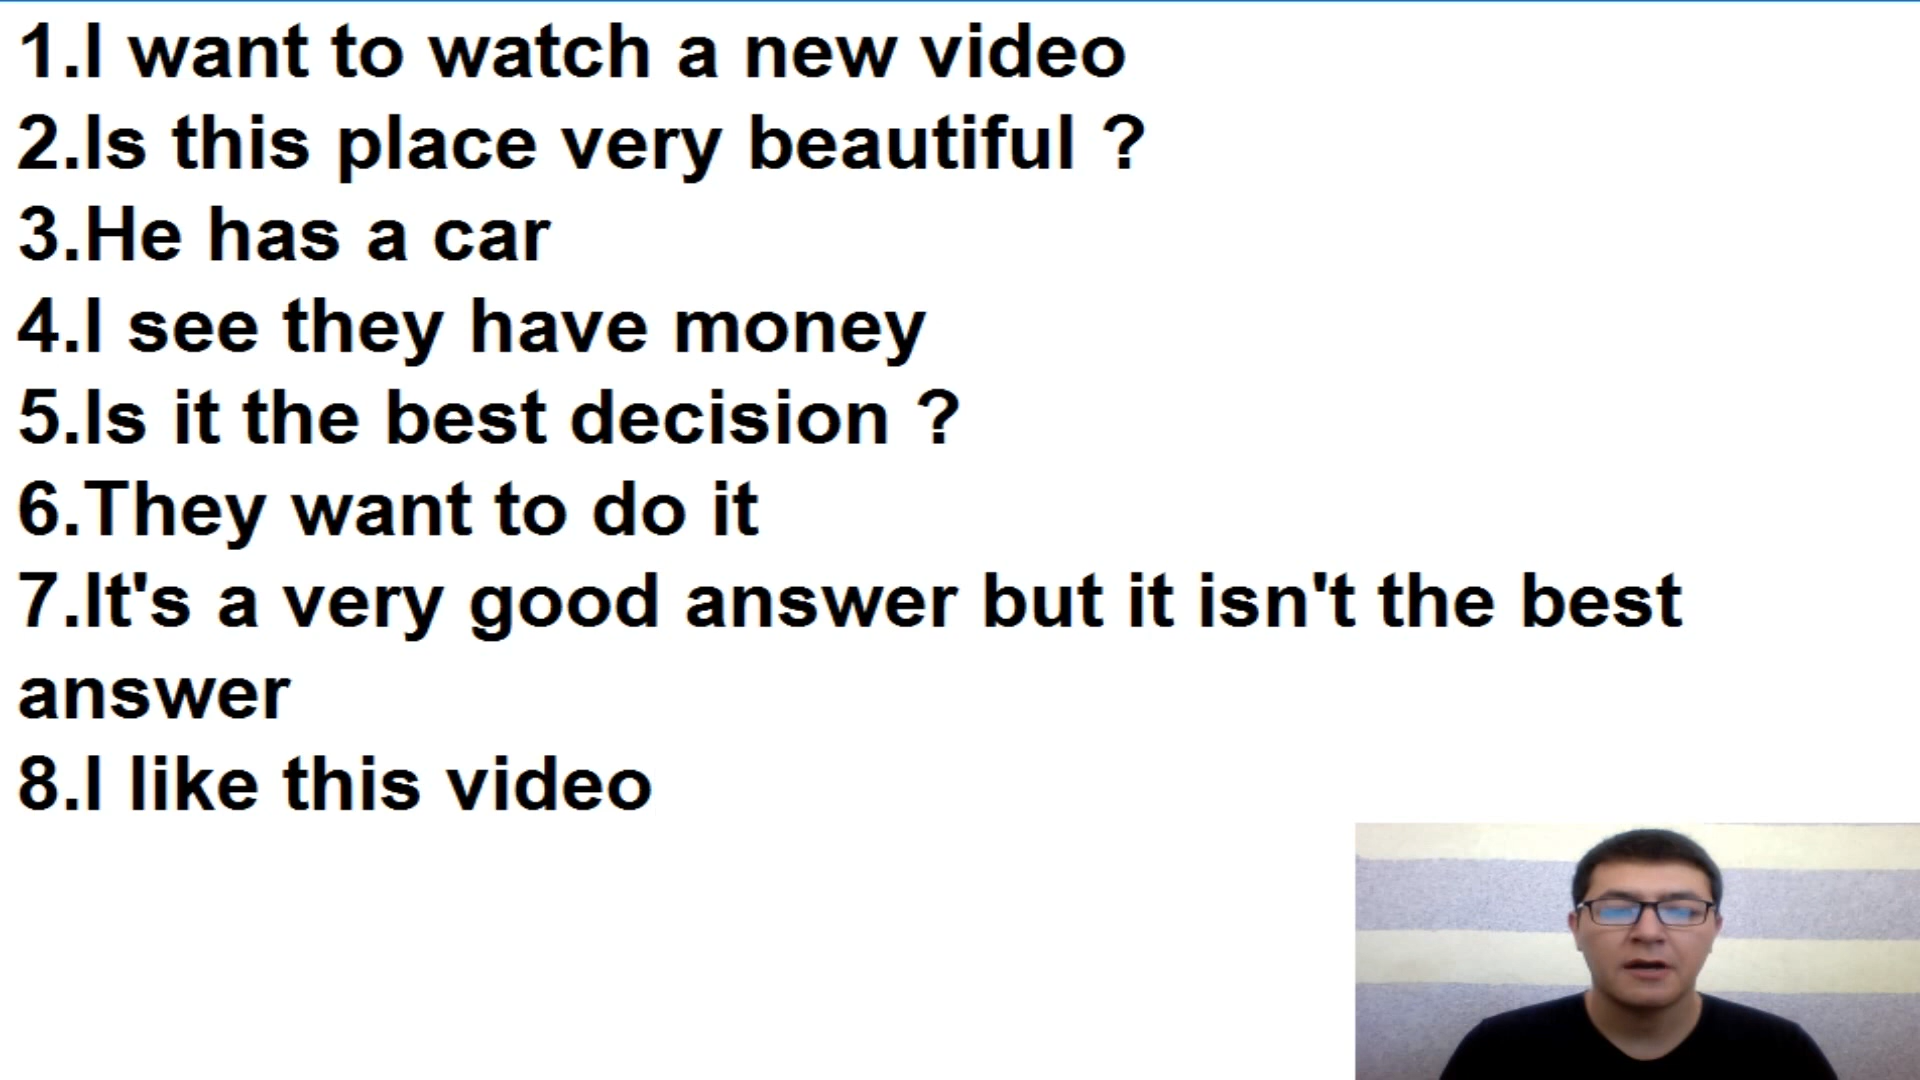 1.I want to watch a new video
2.Is this place very beautiful ?
3.He has a car
4.I see they have money
5.Is it the best decision ?
6.They want to do it
7.It's a very good answer but it isn't the best
answer
8.I like this video